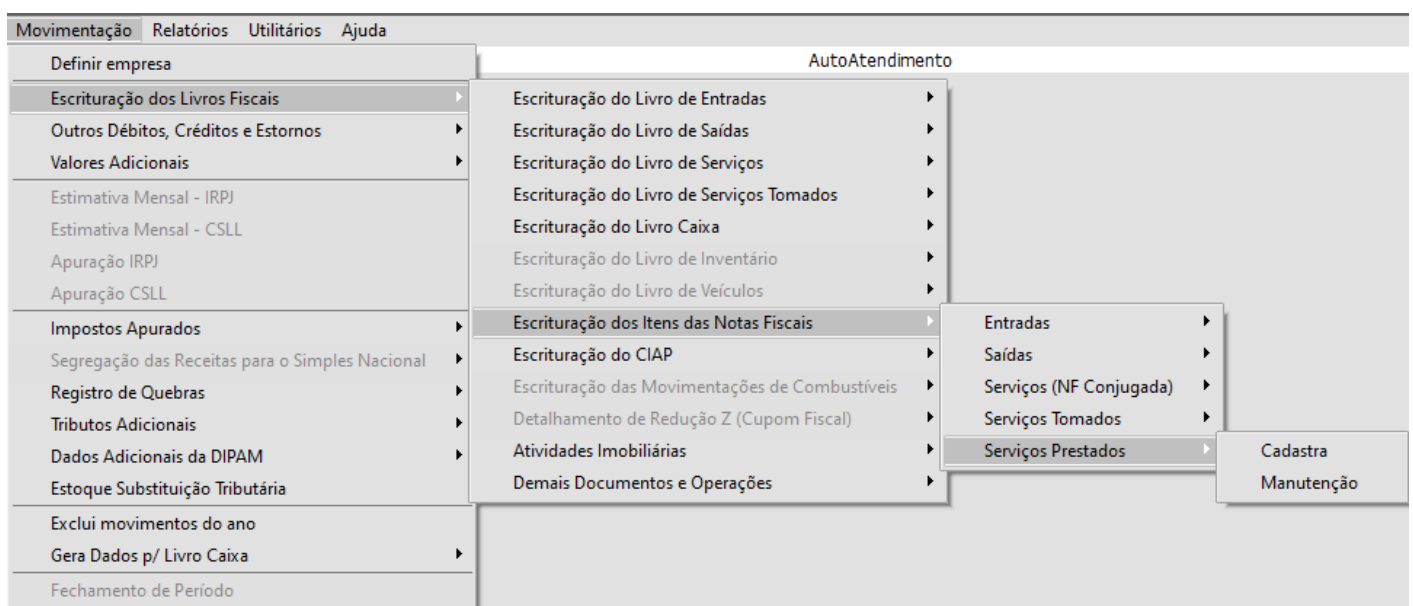 Movimentação Relatórios Utilitários Ajuda
AutoAtendimento
Definir empresa
Escrituração dos Livros Fiscais
Outros Débitos, Créditos e Estornos
Valores Adicionais
Estimativa Mensal - IRPJ
Estimativa Mensal - CSLL
Apuração IRPJ
Apuração CSLL
Impostos Apurados
Segregação das Receitas para o Simples Nacional
Registro de Quebras
Tributos Adicionais
Dados Adicionais da DIPAM
Estoque Substituição Tributária
Exclui movimentos do ano
Gera Dados p/ Livro Caixa
Fechamento de Período
Escrituração do Livro de Entradas
Escrituração do Livro de Saídas
Escrituração do Livro de Serviços
Escrituração do Livro de Serviços Tomados
Escrituração do Livro Caixa
Escrituração do Livro de Inventário
Escrituração do Livro de Veículos
Escrituração dos Itens das Notas Fiscais
Escrituração do CIAP
Escrituração das Movimentações de Combustíveis
Detalhamento de Redução Z (Cupom Fiscal)
Atividades Imobiliárias
Demais Documentos e Operações
Entradas
Saídas
Serviços (NF Conjugada)
Serviços Tomados
Serviços Prestados
Cadastra
Manutenção